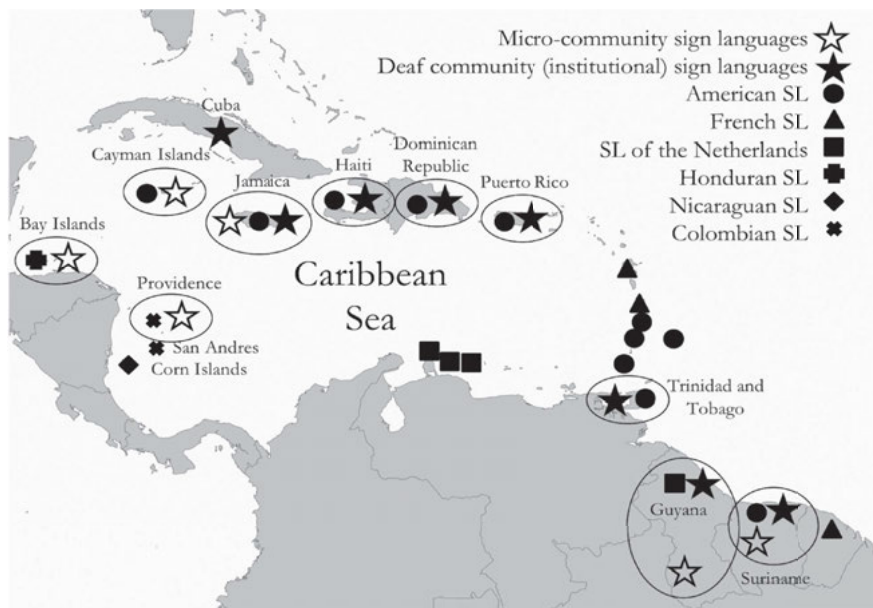 Micro-community sign languages
Deaf community (institutional) sign languages
American SL
French SL
SL of the Netherlands
Honduran SL
Nicaraguan SL
Colombian SL
Cuba
Cayman Islands
Jamaica
Haiti
Dominican
Republic
Puerto Rico
Bay Islands
Providence
San Andres
Corn Islands
Caribbean
Sea
Trinidad and
Tobago
Guyana
Suriname